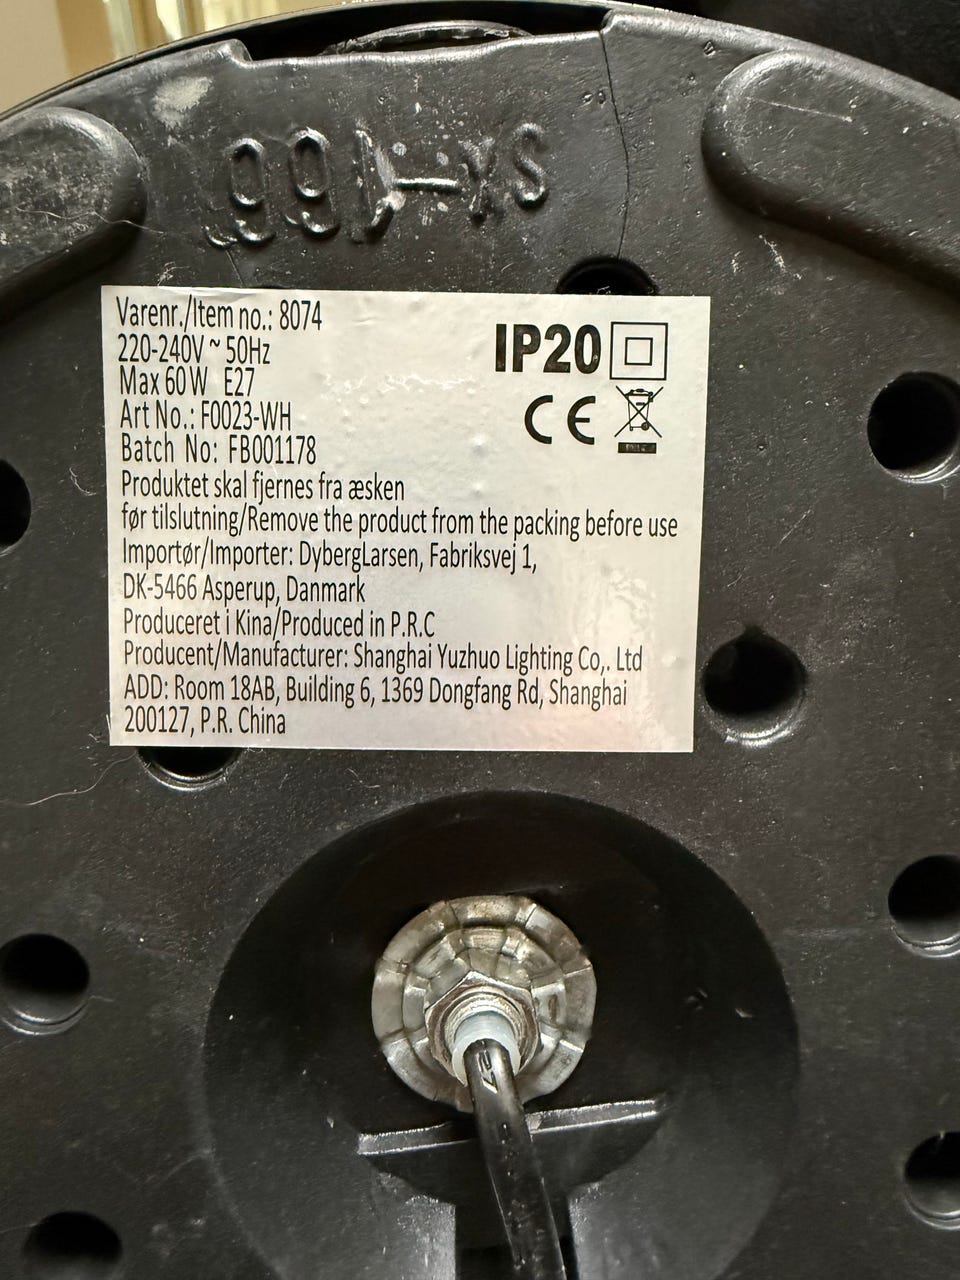 SX-166
Varenr./Item no.: 8074
220-240V ~ 50Hz
Max 60W E27
Art No.: F0023-WH
Batch No: FB001178
IP20
CE
Produktet skal fjernes fra æsken
før tilslutning/Remove the product from the packing before use
Importør/Importer: DybergLarsen, Fabriksvej 1,
DK-5466 Asperup, Danmark
Produceret i Kina/Produced in P.R.C
Producent/Manufacturer: Shanghai Yuzhuo Lighting Co,. Ltd
ADD: Room 18AB, Building 6, 1369 Dongfang Rd, Shanghai
200127, P.R. China